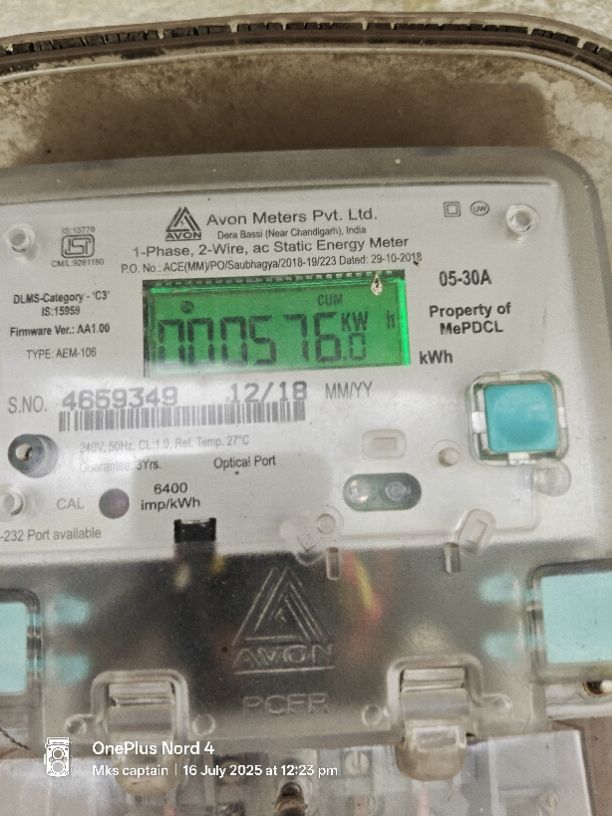 IS:13779
ISI
CM/L:9281180
AVON
Avon Meters Pvt. Ltd.
Dera Bassi (Near Chandigarh), India
UW
1-Phase, 2-Wire, ac Static Energy Meter
P.O. No.: ACE(MM)/PO/Saubhagya/2018-19/223 Dated: 29-10-2018
DLMS-Category - 'C3'
IS:15959
Firmware Ver.: AA1.00
TYPE: AEM-106
CUM
000576.0 KW h
kWh
05-30A
Property of
MePDCL
S.NO. 4659349 12/18 MM/YY
240V, 50Hz, CL:1.0, Ref. Temp. 27°C
Guarantee: 3Yrs.
Optical Port
CAL
6400
imp/kWh
-232 Port available
AVON
OnePlus Nord 4
Mks captain | 16 July 2025 at 12:23 pm